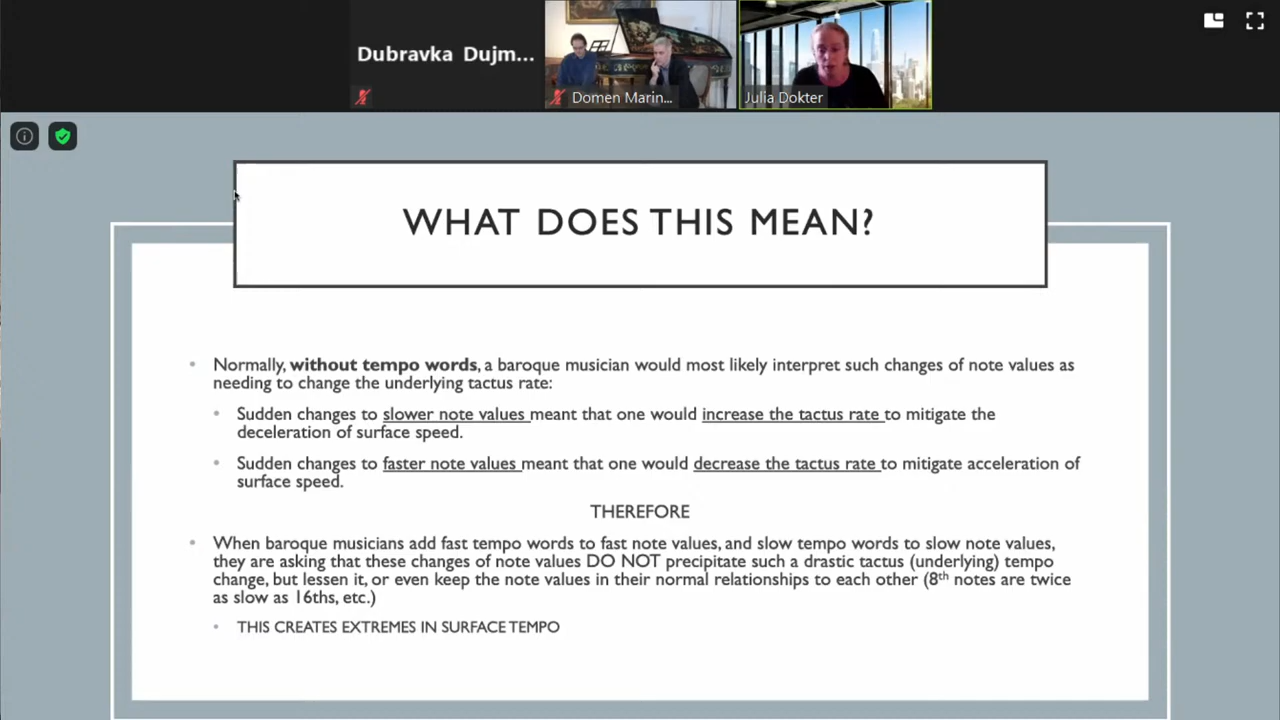 Dubravka Dujm...
Domen Marin...
Julia Dokter
WHAT DOES THIS MEAN?
Normally, without tempo words, a baroque musician would most likely interpret such changes of note values as
needing to change the underlying tactus rate:
Sudden changes to slower note values meant that one would increase the tactus rate to mitigate the
deceleration of surface speed.
Sudden changes to faster note values meant that one would decrease the tactus rate to mitigate acceleration of
surface speed.
THEREFORE
When baroque musicians add fast tempo words to fast note values, and slow tempo words to slow note values,
they are asking that these changes of note values DO NOT precipitate such a drastic tactus (underlying) tempo
change, but lessen it, or even keep the note values in their normal relationships to each other (8th notes are twice
as slow as 16ths, etc.)
THIS CREATES EXTREMES IN SURFACE TEMPO